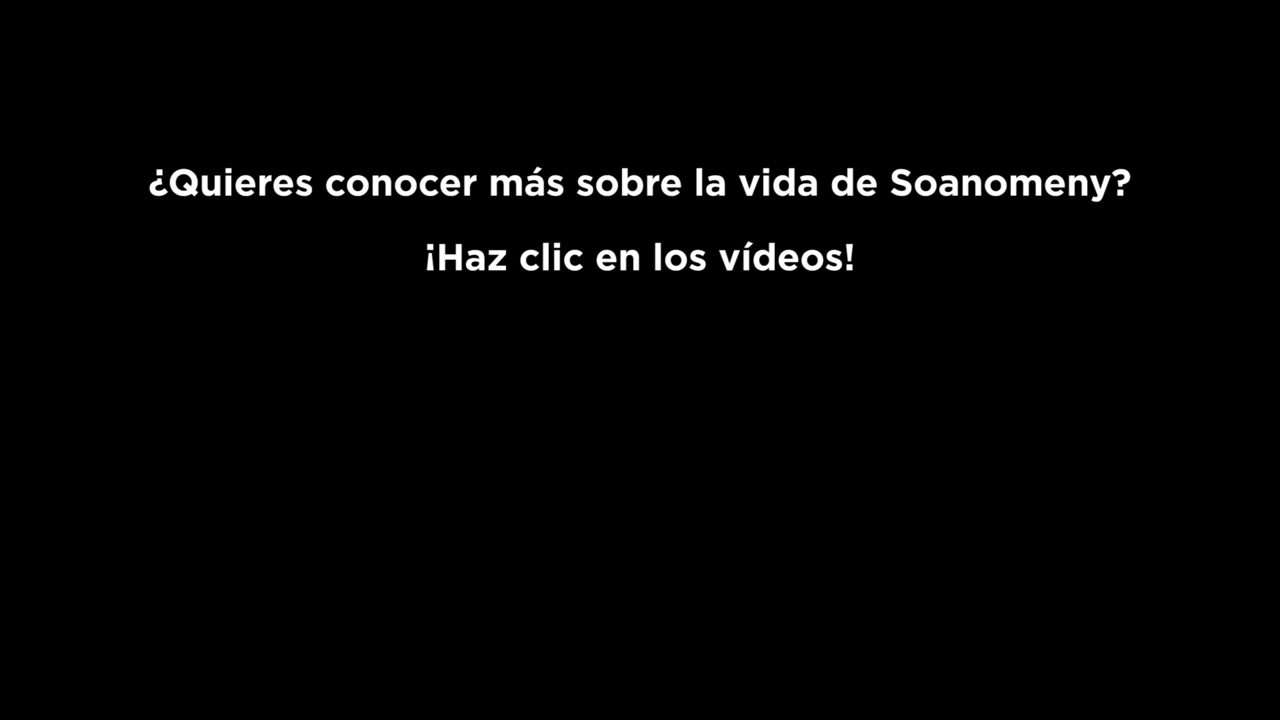 ¿Quieres conocer más sobre la vida de Soanomeny?
¡Haz clic en los vídeos!